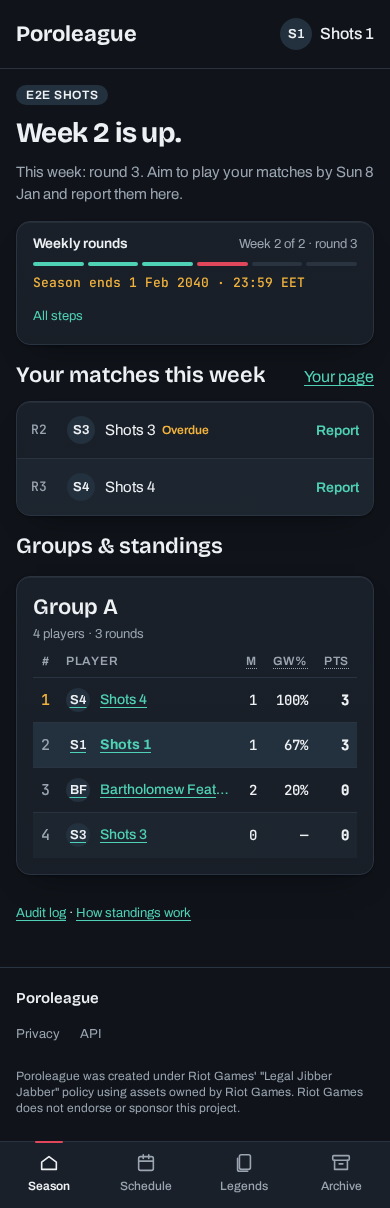 Poroleague
S1 Shots 1
E2E SHOTS
Week 2 is up.
This week: round 3. Aim to play your matches by Sun 8
Jan and report them here.
Weekly rounds Week 2 of 2 · round 3
Season ends 1 Feb 2040 · 23:59 EET
All steps
Your matches this week Your page
R2 S3 Shots 3 Overdue Report
R3 S4 Shots 4 Report
Groups & standings
Group A
4 players · 3 rounds
# PLAYER M GW% PTS
1 S4 Shots 4 1 100% 3
2 S1 Shots 1 1 67% 3
3 BF Bartholomew Feat… 2 20% 0
4 S3 Shots 3 0 – 0
Audit log · How standings work
Poroleague
Privacy API
Poroleague was created under Riot Games' "Legal Jibber
Jabber" policy using assets owned by Riot Games. Riot Games
does not endorse or sponsor this project.
Season Schedule Legends Archive